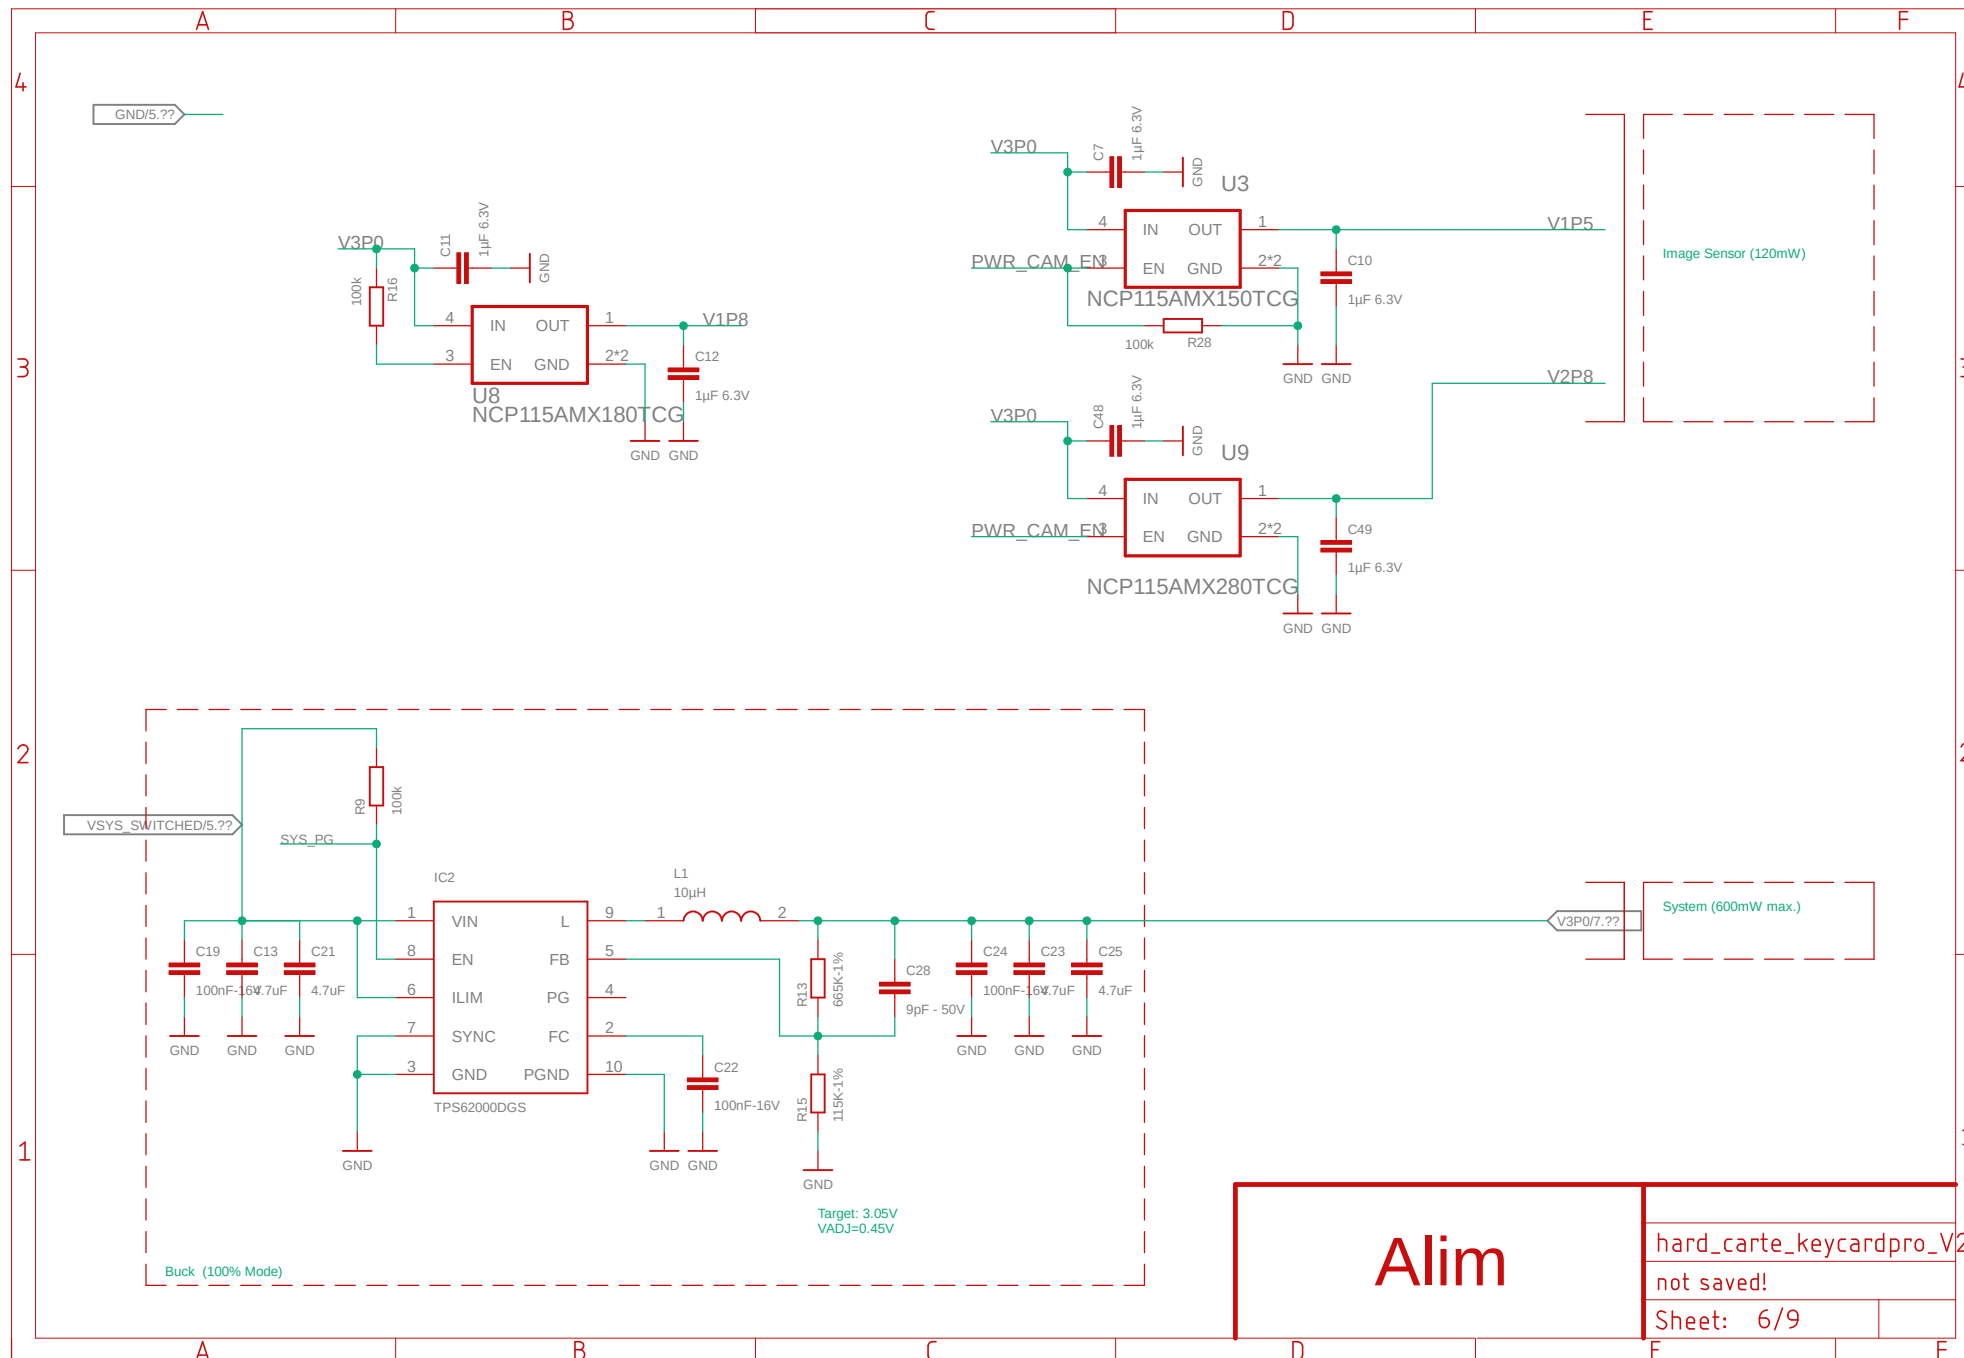 A B C D E F
4 4
GND/5.??
V3P0
C7
1µF 6.3V
GND
U3
4 IN OUT 1
V1P5
PWR_CAM_EN
3 EN GND 2*2
NCP115AMX150TCG
C10
1µF 6.3V
100k
R28
GND GND
Image Sensor (120mW)
V3P0
C11
1µF 6.3V
GND
100k
R16
4 IN OUT 1
V1P8
3 EN GND 2*2
U8
NCP115AMX180TCG
C12
1µF 6.3V
GND GND
3 3
V2P8
V3P0
C48
1µF 6.3V
GND
U9
4 IN OUT 1
PWR_CAM_EN
3 EN GND 2*2
NCP115AMX280TCG
C49
1µF 6.3V
GND GND
2 2
R9
100k
VSYS_SWITCHED/5.??
SYS_PG
IC2
L1
10µH
1 VIN L 9 1 2
8 EN FB 5
6 ILIM PG 4
7 SYNC FC 2
3 GND PGND 10
TPS62000DGS
C19 C13 C21
100nF-16V 4.7uF 4.7uF
GND GND GND
GND
C22
100nF-16V
GND GND
R13
665K-1%
C28
9pF - 50V
C24 C23 C25
100nF-16V 4.7uF 4.7uF
GND GND GND
R15
115K-1%
GND
V3P0/7.??
System (600mW max.)
1 1
Target: 3.05V
VADJ=0.45V
Buck (100% Mode)
Alim
hard_carte_keycardpro_V2
not saved!
Sheet: 6/9
A B C D E F